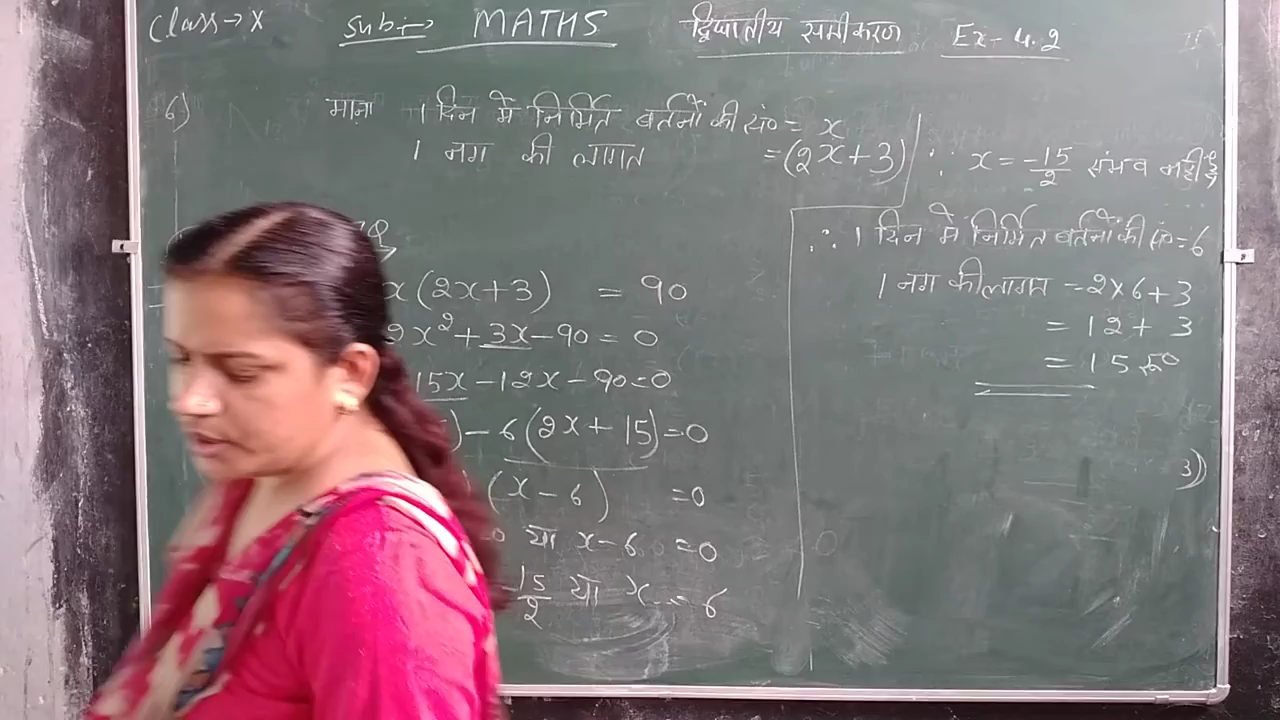 Class→X Sub:→ MATHS द्विघातीय समीकरण Ex-4.2
6) माना 1 दिन मे निर्मित बर्तनों की सं० = x
1 नग की लागत = (2x+3)
x(2x+3) = 90
2x²+3x-90=0
15x-12x-90=0
)-6(2x+15)=0
(x-6) =0
0 या x-6=0
-15/2 या x=6
∵ x=-15/2 संभव नहीं है
∴ 1 दिन मे निर्मित बर्तनों की सं०=6
1 नग की लागत =2×6+3
= 12+3
= 15 रु०
3)